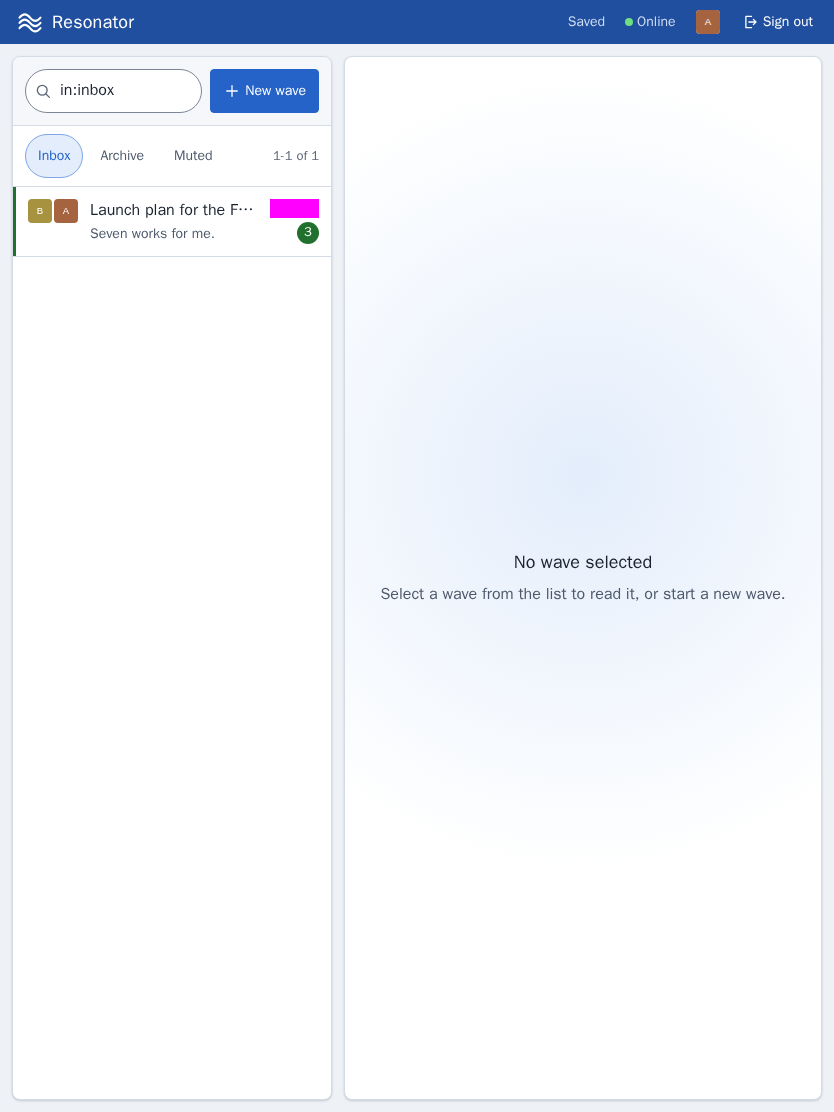 Resonator
Saved
Online
A
Sign out
in:inbox
New wave
Inbox
Archive
Muted
1-1 of 1
B
A
Launch plan for the F···
Seven works for me.
3
No wave selected
Select a wave from the list to read it, or start a new wave.